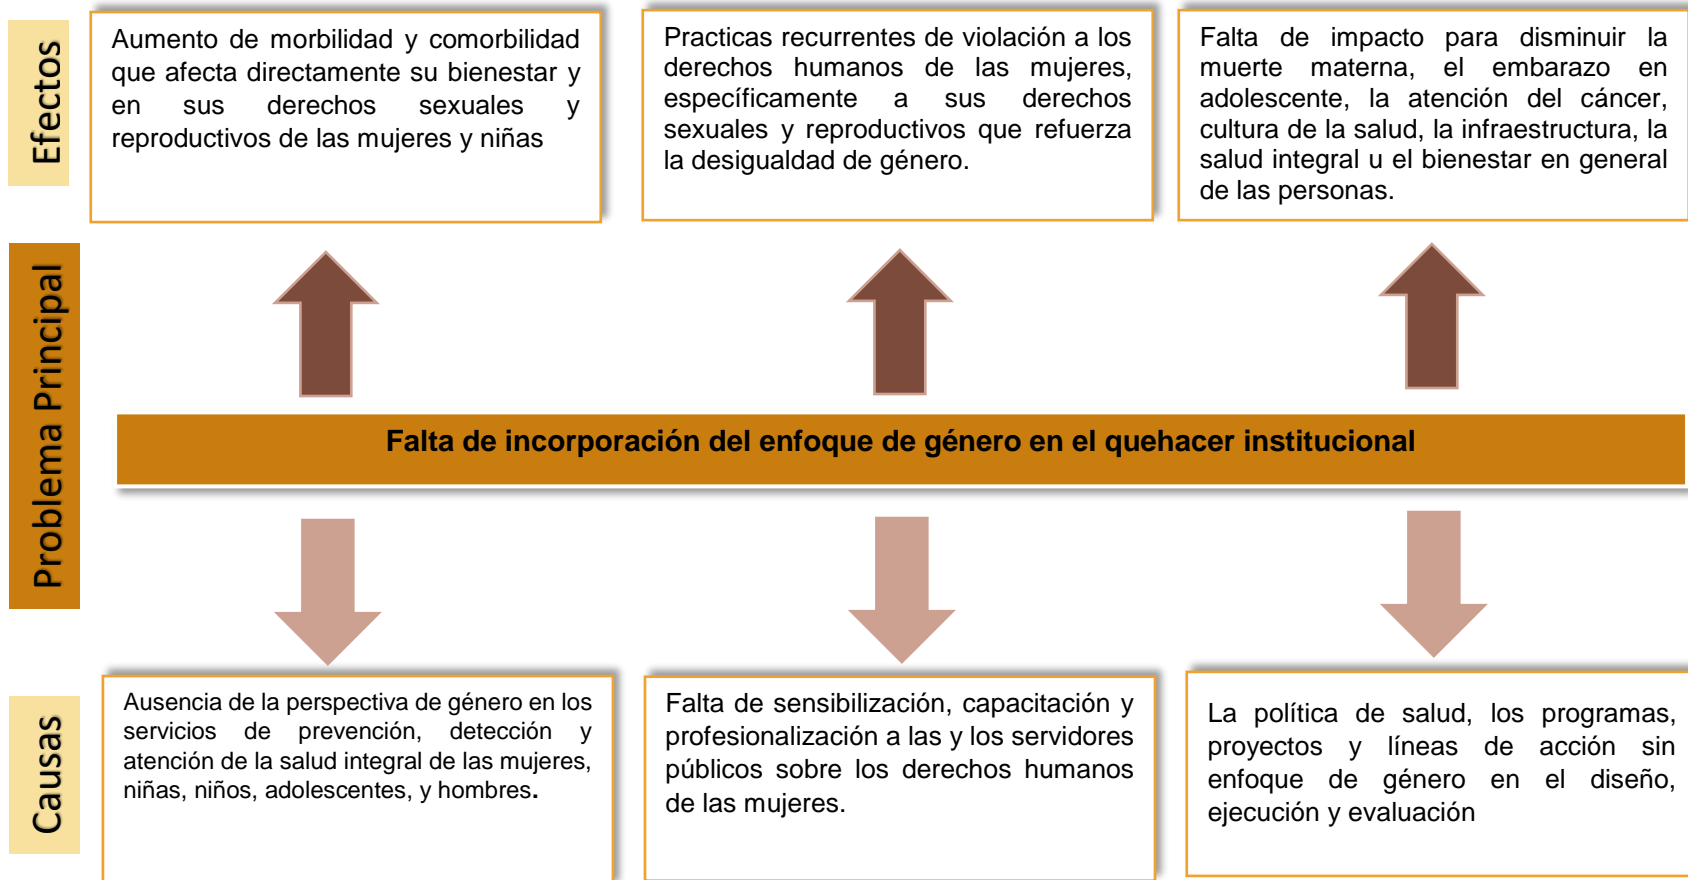 Efectos
Aumento de morbilidad y comorbilidad
que afecta directamente su bienestar y
en sus derechos sexuales y
reproductivos de las mujeres y niñas
Practicas recurrentes de violación a los
derechos humanos de las mujeres,
específicamente a sus derechos
sexuales y reproductivos que refuerza
la desigualdad de género.
Falta de impacto para disminuir la
muerte materna, el embarazo en
adolescente, la atención del cáncer,
cultura de la salud, la infraestructura, la
salud integral u el bienestar en general
de las personas.
Problema Principal
Falta de incorporación del enfoque de género en el quehacer institucional
Causas
Ausencia de la perspectiva de género en los
servicios de prevención, detección y
atención de la salud integral de las mujeres,
niñas, niños, adolescentes, y hombres.
Falta de sensibilización, capacitación y
profesionalización a las y los servidores
públicos sobre los derechos humanos
de las mujeres.
La política de salud, los programas,
proyectos y líneas de acción sin
enfoque de género en el diseño,
ejecución y evaluación